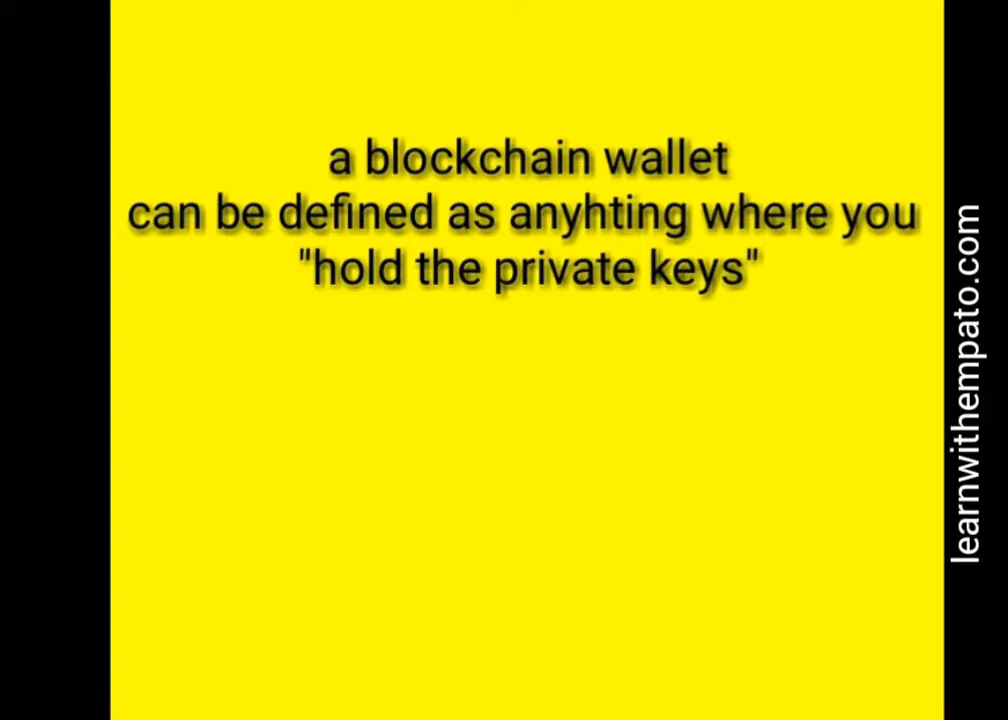 a blockchain wallet
can be defined as anyhting where you
"hold the private keys"
learnwithempato.com